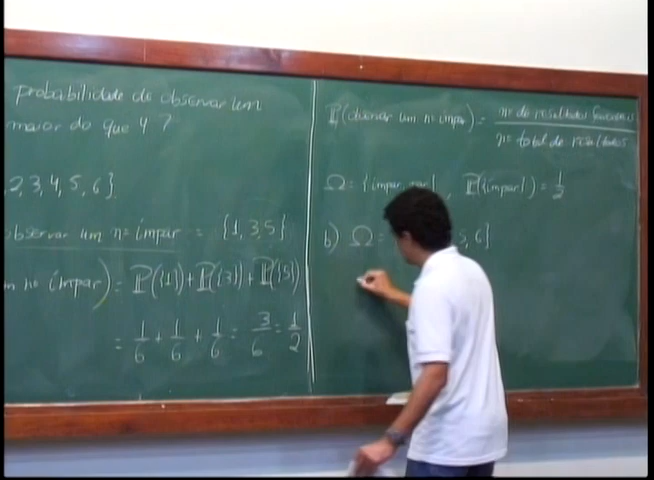 probabilidade de observar um
maior do que 4 ?
2, 3, 4, 5, 6}
observar um nº ímpar = {1, 3, 5}
m nº ímpar) = ℙ({1}) + ℙ({3}) + ℙ({5})
= 1/6 + 1/6 + 1/6 = 3/6 = 1/2
ℙ(observar um nº ímpar) = nº de resultados favoráveis / nº total de resultados
Ω = {ímpar, par} , ℙ({ímpar}) = 1/2
b) Ω = 5, 6}